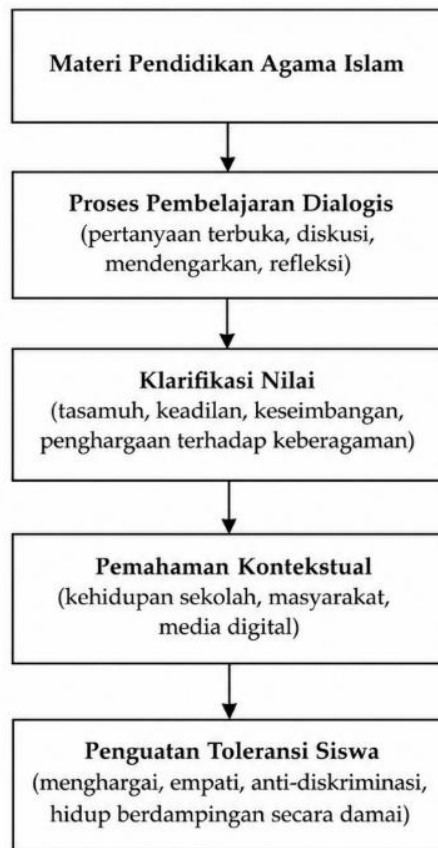 Materi Pendidikan Agama Islam
Proses Pembelajaran Dialogis
(pertanyaan terbuka, diskusi,
mendengarkan, refleksi)
Klarifikasi Nilai
(tasamuh, keadilan, keseimbangan,
penghargaan terhadap keberagaman)
Pemahaman Kontekstual
(kehidupan sekolah, masyarakat,
media digital)
Penguatan Toleransi Siswa
(menghargai, empati, anti-diskriminasi,
hidup berdampingan secara damai)